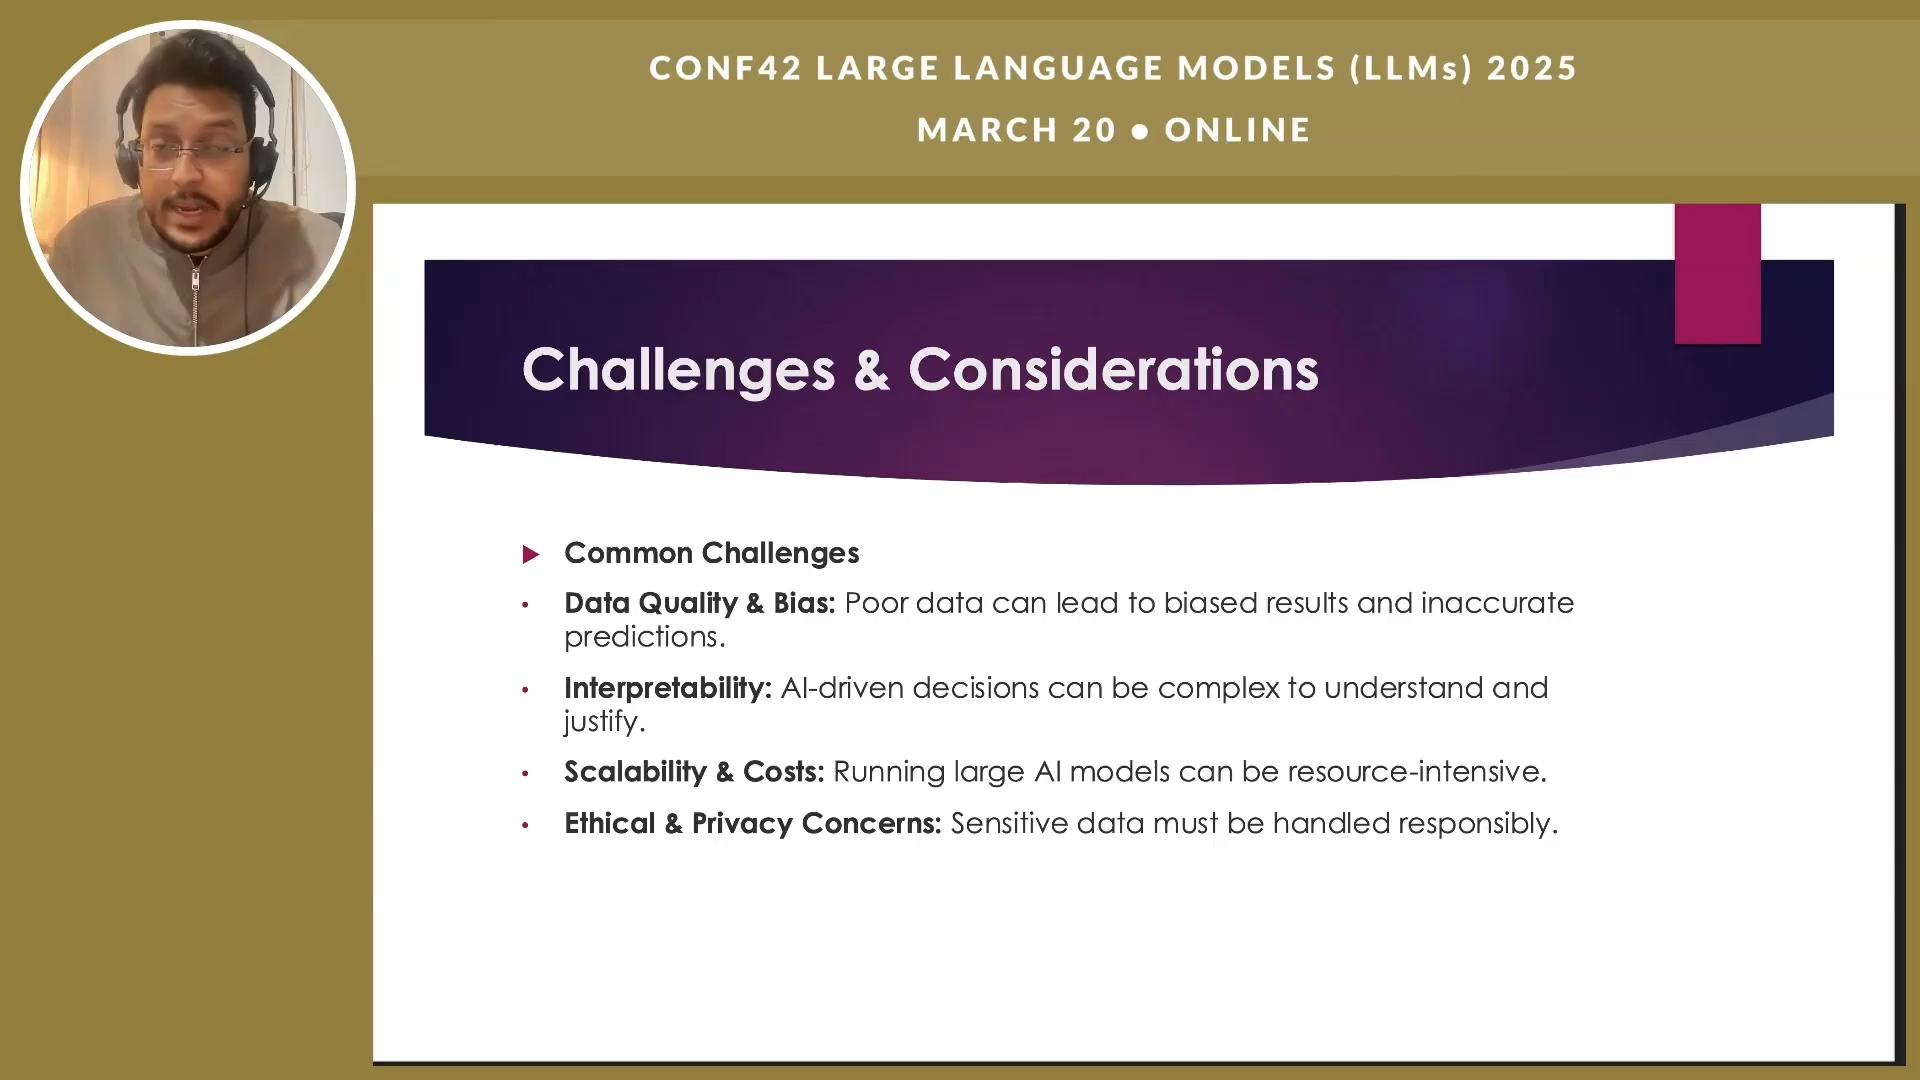 CONF42 LARGE LANGUAGE MODELS (LLMs) 2025
MARCH 20 ● ONLINE
Challenges & Considerations
Common Challenges
• Data Quality & Bias: Poor data can lead to biased results and inaccurate
predictions.
• Interpretability: AI-driven decisions can be complex to understand and
justify.
• Scalability & Costs: Running large AI models can be resource-intensive.
• Ethical & Privacy Concerns: Sensitive data must be handled responsibly.